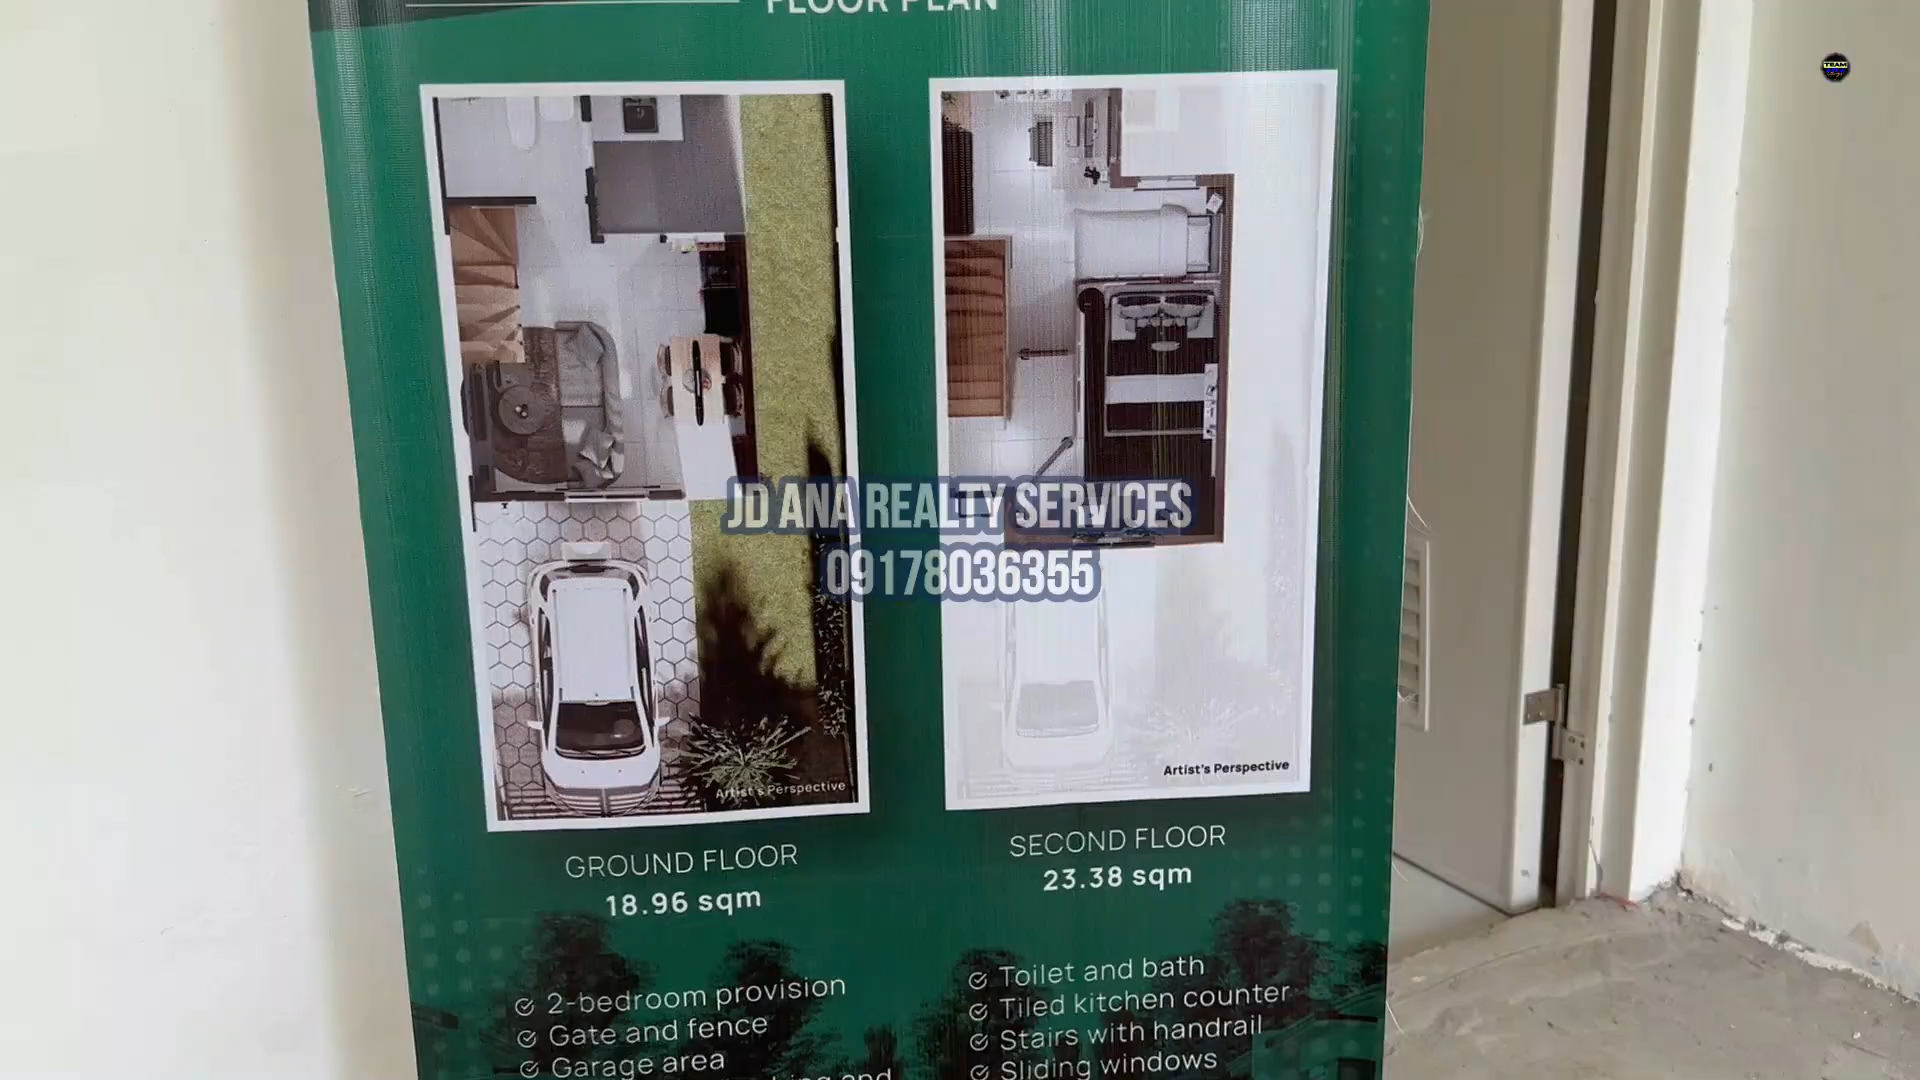 FLOOR PLAN
TEAM
JD ANA REALTY SERVICES
09178036355
Artist's Perspective
Artist's Perspective
GROUND FLOOR
18.96 sqm
SECOND FLOOR
23.38 sqm
2-bedroom provision
Gate and fence
Garage area
and
Toilet and bath
Tiled kitchen counter
Stairs with handrail
Sliding windows